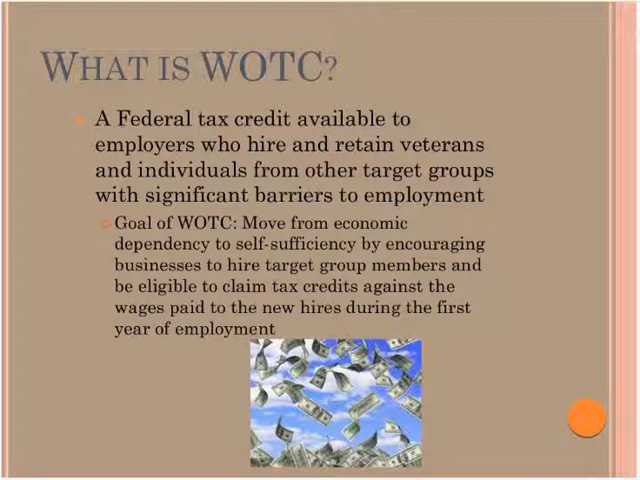 WHAT IS WOTC?
A Federal tax credit available to
employers who hire and retain veterans
and individuals from other target groups
with significant barriers to employment
Goal of WOTC: Move from economic
dependency to self-sufficiency by encouraging
businesses to hire target group members and
be eligible to claim tax credits against the
wages paid to the new hires during the first
year of employment